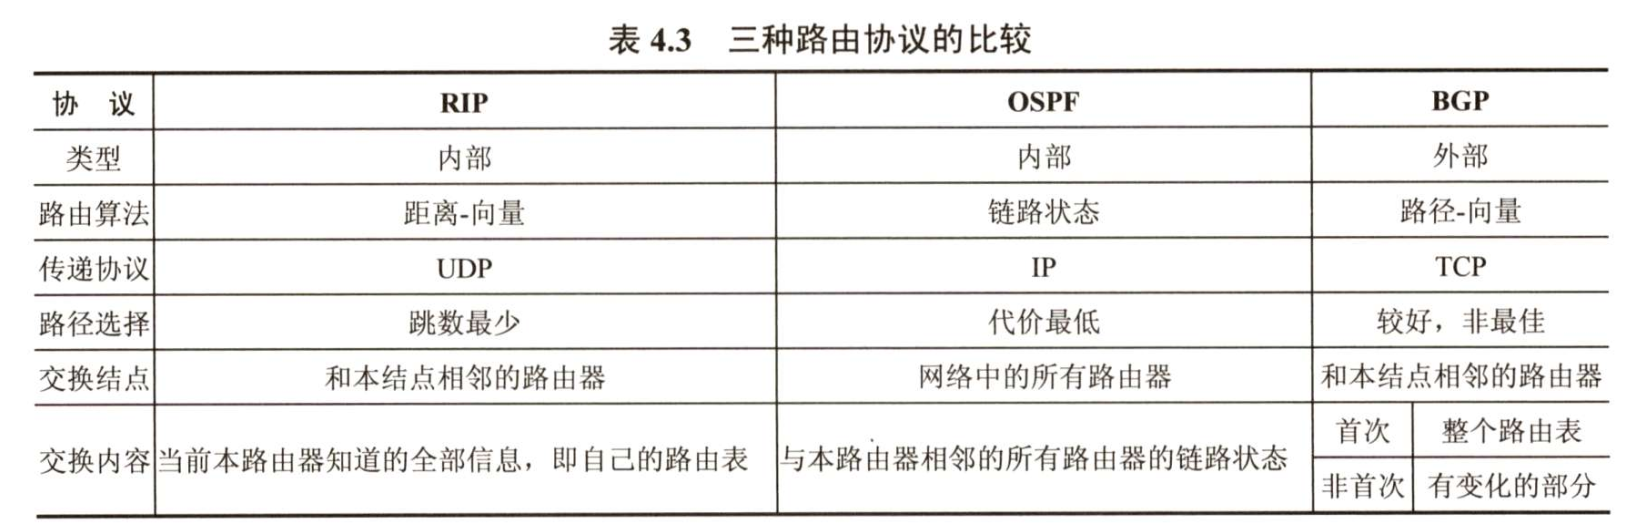 表 4.3 三种路由协议的比较
协 议 RIP OSPF BGP
类型 内部 内部 外部
路由算法 距离-向量 链路状态 路径-向量
传递协议 UDP IP TCP
路径选择 跳数最少 代价最低 较好，非最佳
交换结点 和本结点相邻的路由器 网络中的所有路由器 和本结点相邻的路由器
交换内容 当前本路由器知道的全部信息，即自己的路由表 与本路由器相邻的所有路由器的链路状态 首次 整个路由表
非首次 有变化的部分